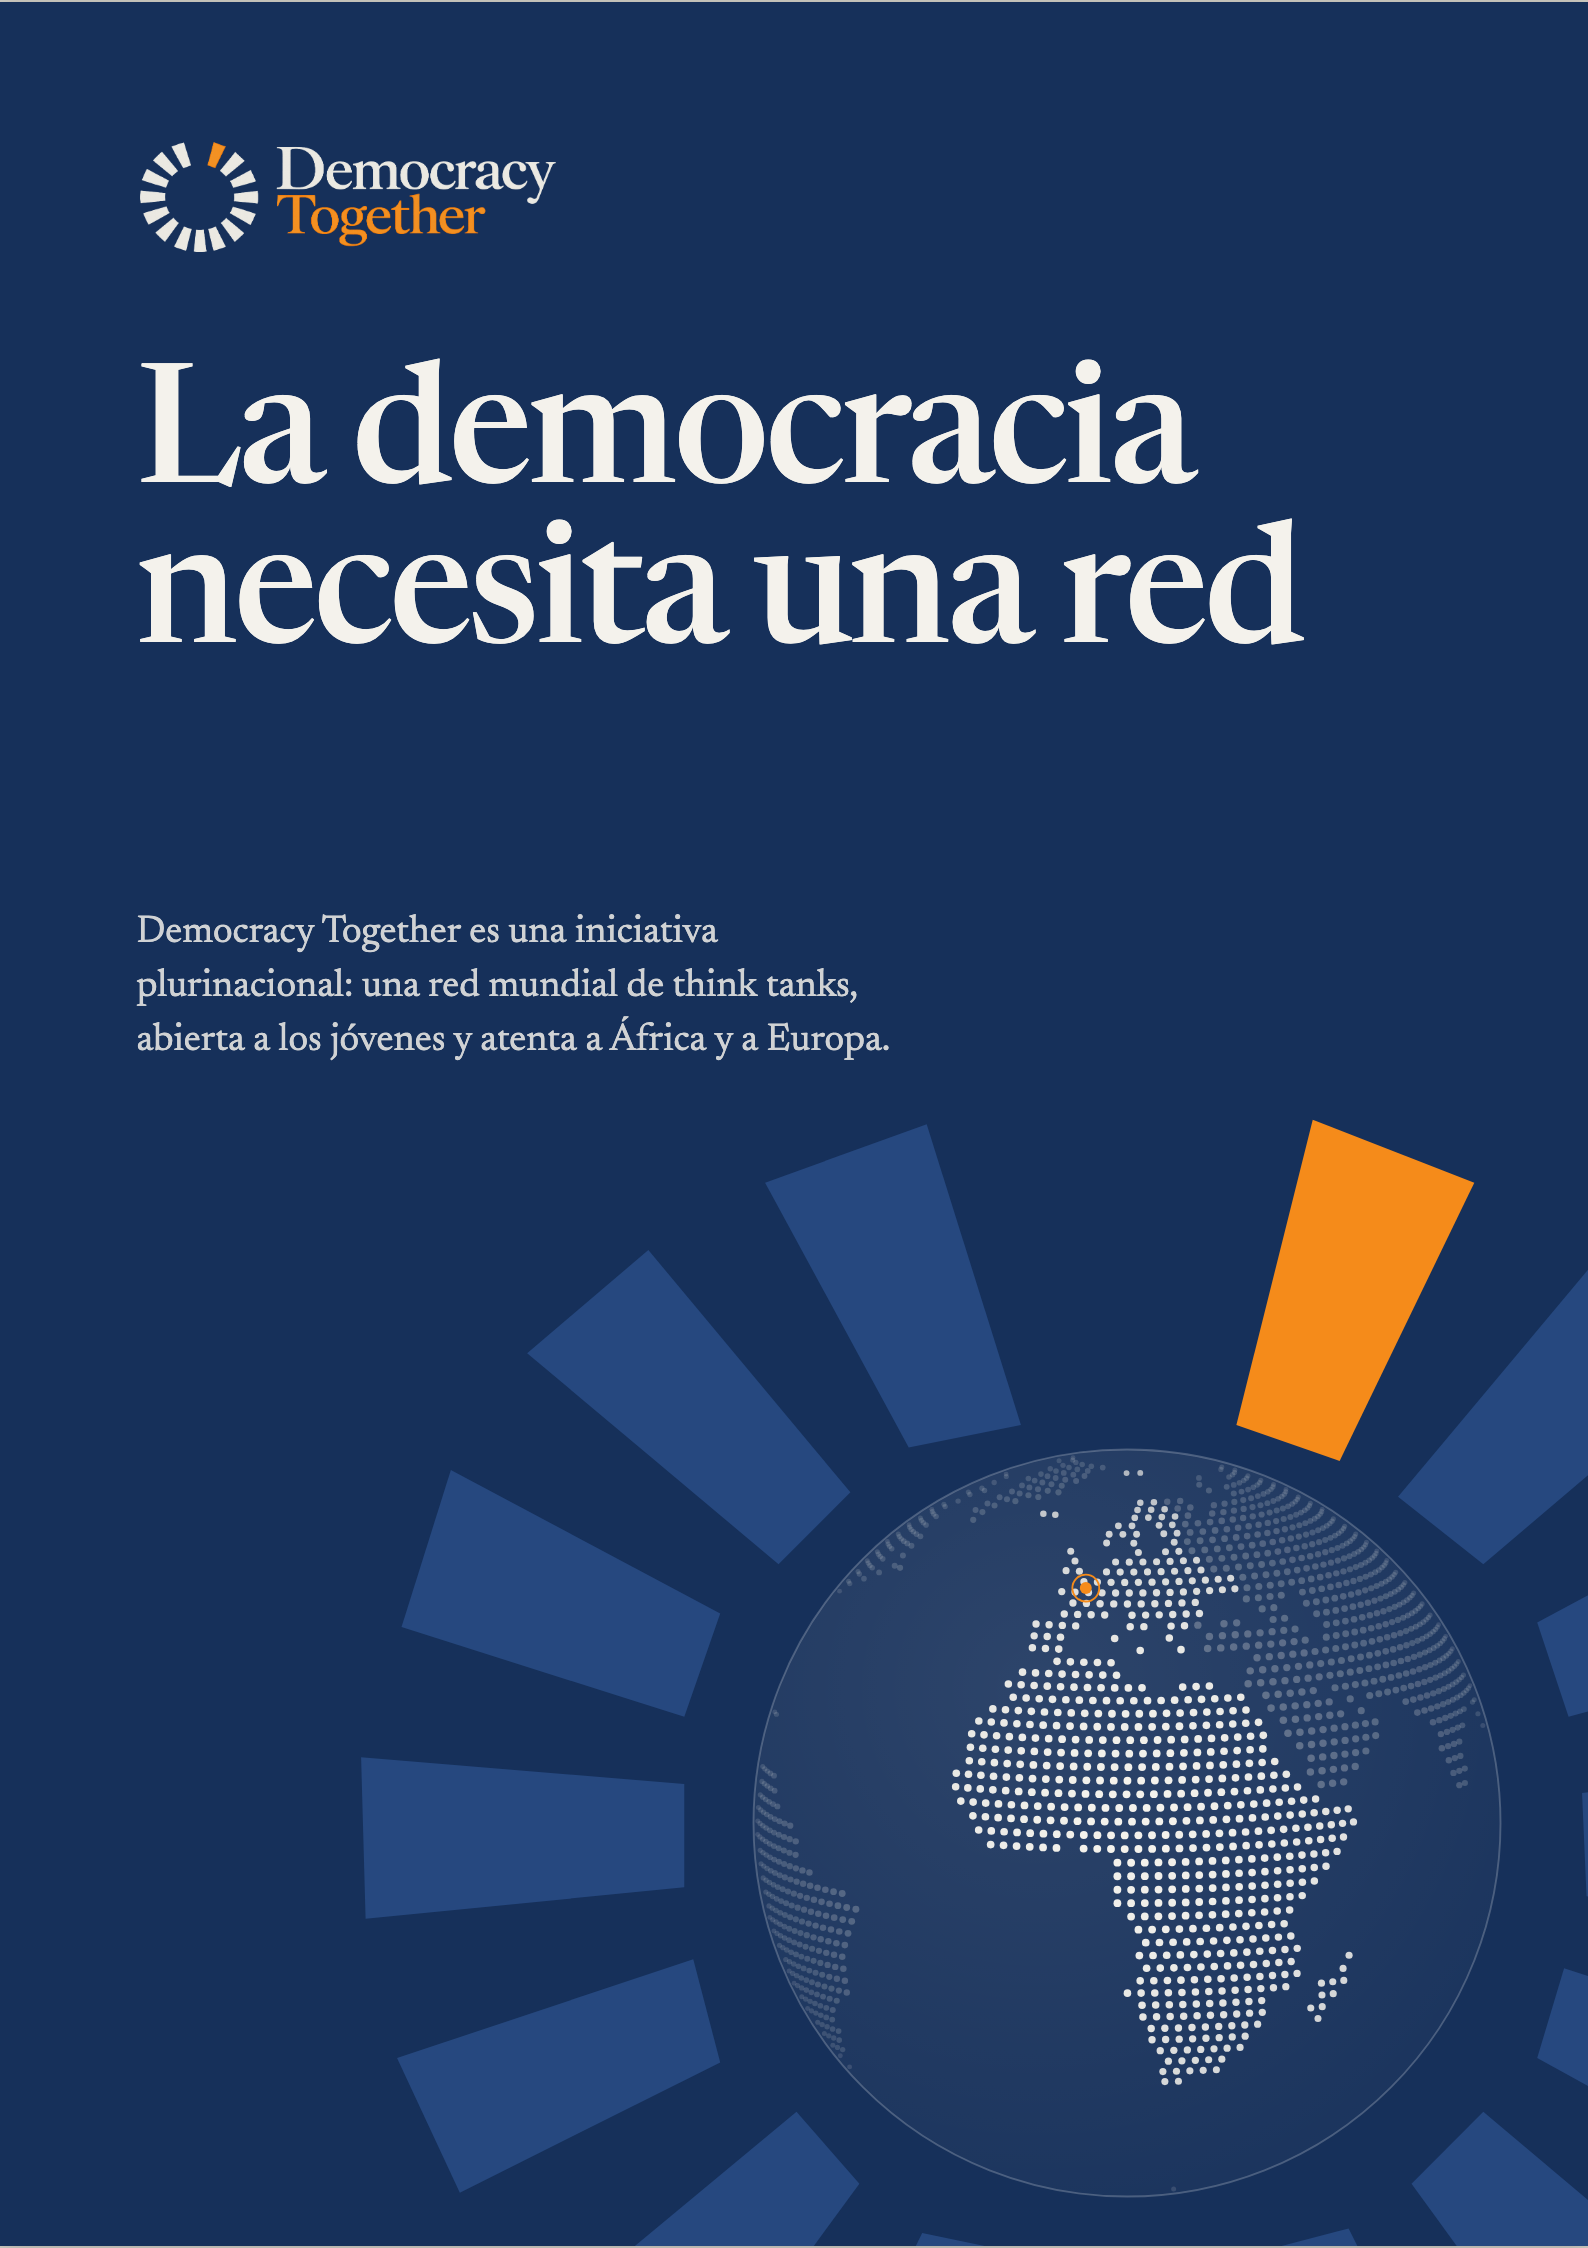 Democracy
Together
La democracia
necesita una red
Democracy Together es una iniciativa
plurinacional: una red mundial de think tanks,
abierta a los jóvenes y atenta a África y a Europa.